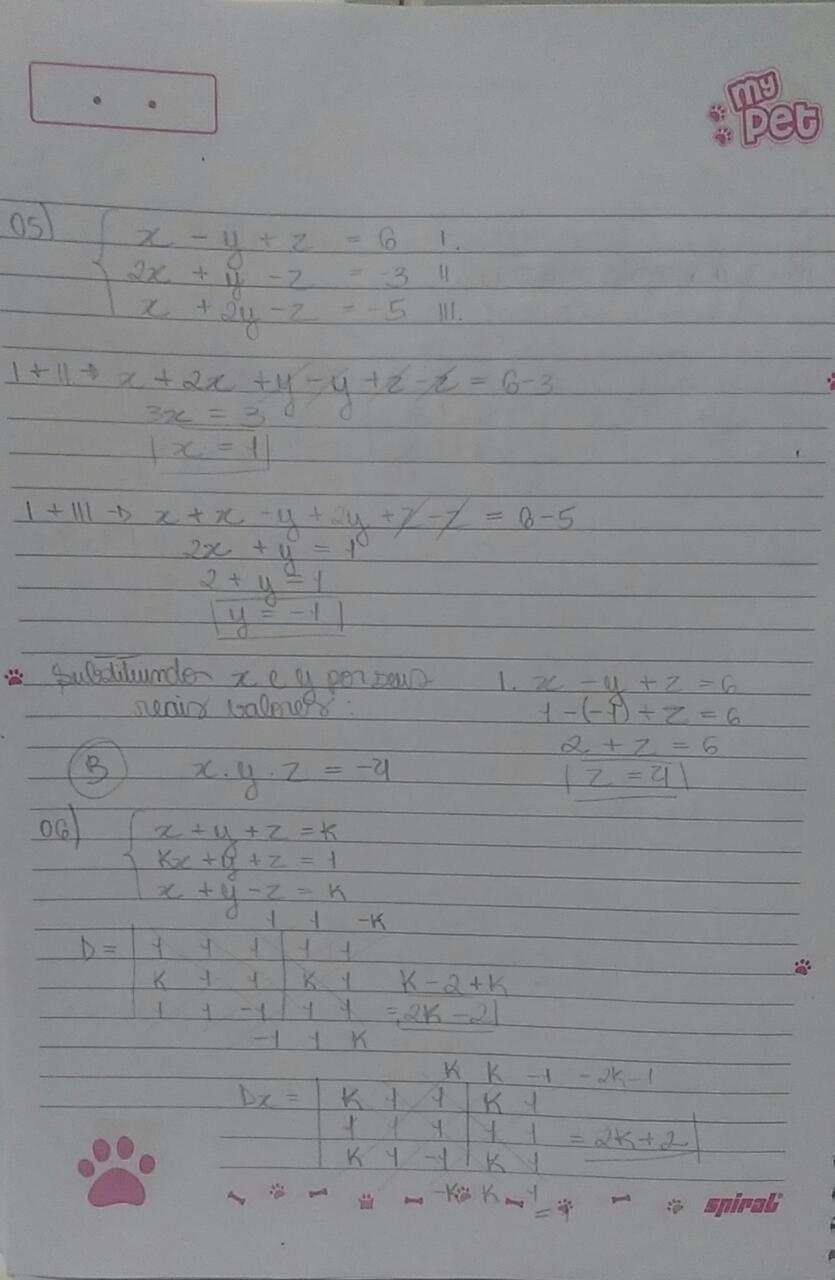 my
pet
05) x - y + z = 6 I.
2x + y - z = -3 II
x + 2y - z = -5 III.
I + II → x + 2x + y - y + z - z = 6-3
3x = 3
x = 1
I + III → x + x - y + 2y + z - z = 6-5
2x + y = 1
2 + y = 1
y = -1
Substituindo x e y por seus
reais valores:
I. x - y + z = 6
1 -(-1) + z = 6
2 + z = 6
z = 4
B x . y . z = -4
06) x + y + z = K
Kx + y + z = 1
x + y - z = K
1 1 -K
D = 1 1 1 1 1
K 1 1 K 1 K - 2 + K
1 1 -1 1 1 = 2K - 2
-1 1 K
K K -1 -2K-1
Dx = K 1 1 K 1
1 1 1 1 1 = 2K + 2
K 1 -1 K 1
-K K 1
spiral